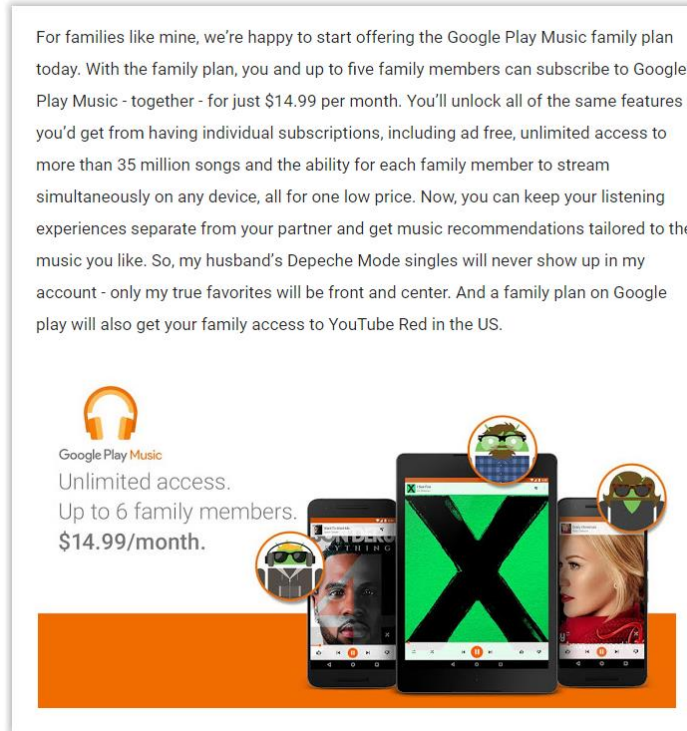 For families like mine, we're happy to start offering the Google Play Music family plan
today. With the family plan, you and up to five family members can subscribe to Google
Play Music - together - for just $14.99 per month. You'll unlock all of the same features
you'd get from having individual subscriptions, including ad free, unlimited access to
more than 35 million songs and the ability for each family member to stream
simultaneously on any device, all for one low price. Now, you can keep your listening
experiences separate from your partner and get music recommendations tailored to the
music you like. So, my husband's Depeche Mode singles will never show up in my
account - only my true favorites will be front and center. And a family plan on Google
play will also get your family access to YouTube Red in the US.
Google Play Music
Unlimited access.
Up to 6 family members.
$14.99/month.